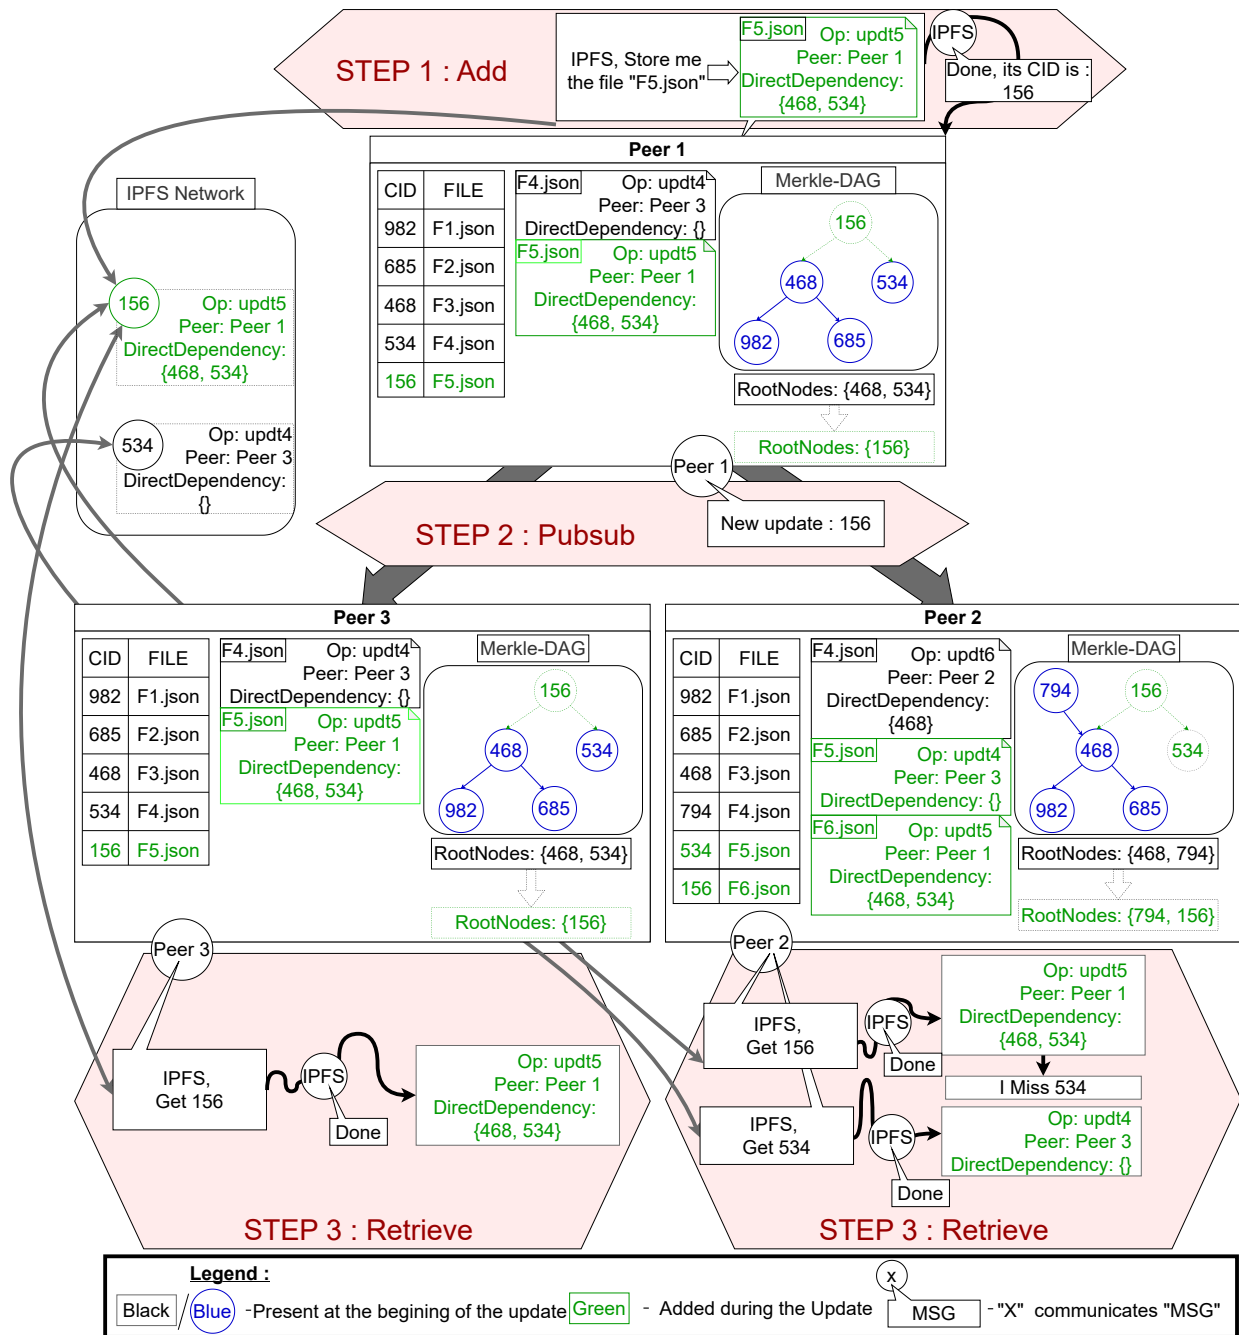 STEP 1 : Add
IPFS, Store me
the file "F5.json"
F5.json
Op: updt5
Peer: Peer 1
DirectDependency:
{468, 534}
IPFS
Done, its CID is :
156
IPFS Network
156
Op: updt5
Peer: Peer 1
DirectDependency:
{468, 534}
534
Op: updt4
Peer: Peer 3
DirectDependency:
{}
Peer 1
CID FILE
982 F1.json
685 F2.json
468 F3.json
534 F4.json
156 F5.json
F4.json
Op: updt4
Peer: Peer 3
DirectDependency: {}
F5.json
Op: updt5
Peer: Peer 1
DirectDependency:
{468, 534}
Merkle-DAG
156
468 534
982 685
RootNodes: {468, 534}
RootNodes: {156}
Peer 1
New update : 156
STEP 2 : Pubsub
Peer 3
CID FILE
982 F1.json
685 F2.json
468 F3.json
534 F4.json
156 F5.json
F4.json
Op: updt4
Peer: Peer 3
DirectDependency: {}
F5.json
Op: updt5
Peer: Peer 1
DirectDependency:
{468, 534}
Merkle-DAG
156
468 534
982 685
RootNodes: {468, 534}
RootNodes: {156}
Peer 2
CID FILE
982 F1.json
685 F2.json
468 F3.json
794 F4.json
534 F5.json
156 F6.json
F4.json
Op: updt6
Peer: Peer 2
DirectDependency:
{468}
F5.json
Op: updt4
Peer: Peer 3
DirectDependency: {}
F6.json
Op: updt5
Peer: Peer 1
DirectDependency:
{468, 534}
Merkle-DAG
794 156
468 534
982 685
RootNodes: {468, 794}
RootNodes: {794, 156}
Peer 3
IPFS,
Get 156
IPFS
Done
Op: updt5
Peer: Peer 1
DirectDependency:
{468, 534}
STEP 3 : Retrieve
Peer 2
IPFS,
Get 156
IPFS
Done
Op: updt5
Peer: Peer 1
DirectDependency:
{468, 534}
I Miss 534
IPFS,
Get 534
IPFS
Done
Op: updt4
Peer: Peer 3
DirectDependency: {}
STEP 3 : Retrieve
Legend :
Black / Blue -Present at the begining of the update
Green - Added during the Update
x
MSG - "X" communicates "MSG"